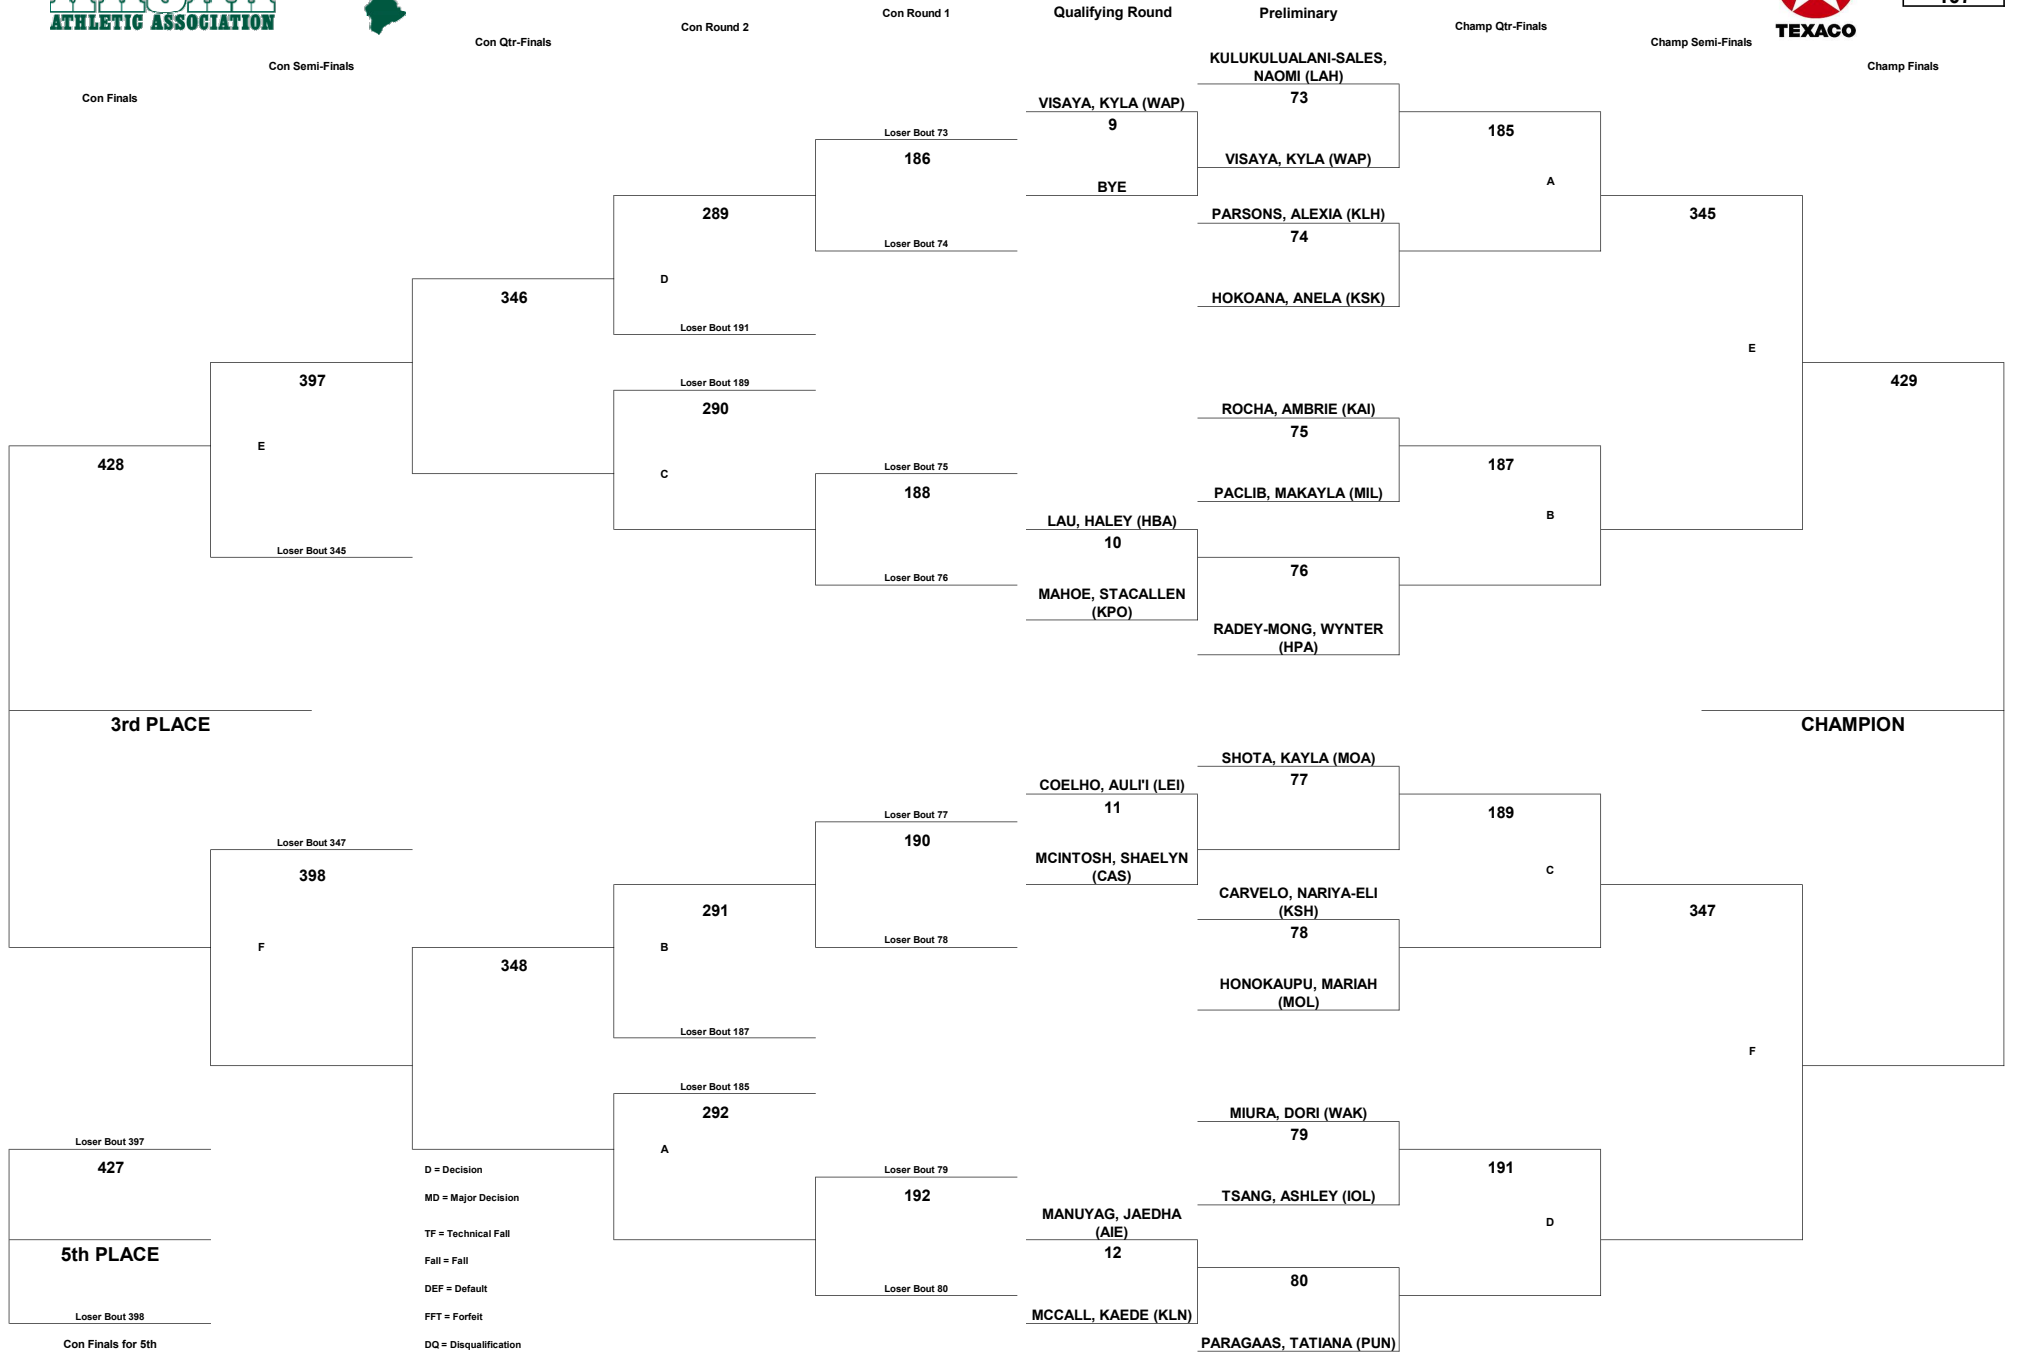 ATHLETIC ASSOCIATION
TEXACO
Con Finals
Con Semi-Finals
Con Qtr-Finals
Con Round 2
Con Round 1
Qualifying Round
Preliminary
Champ Qtr-Finals
Champ Semi-Finals
Champ Finals
KULUKULUALANI-SALES,
NAOMI (LAH)
73
VISAYA, KYLA (WAP)
9
BYE
VISAYA, KYLA (WAP)
185
A
Loser Bout 73
186
Loser Bout 74
PARSONS, ALEXIA (KLH)
74
HOKOANA, ANELA (KSK)
345
289
D
Loser Bout 191
346
E
397
E
Loser Bout 189
290
C
ROCHA, AMBRIE (KAI)
75
PACLIB, MAKAYLA (MIL)
429
428
Loser Bout 75
188
Loser Bout 76
187
B
LAU, HALEY (HBA)
10
MAHOE, STACALLEN
(KPO)
76
RADEY-MONG, WYNTER
(HPA)
Loser Bout 345
3rd PLACE
CHAMPION
SHOTA, KAYLA (MOA)
77
COELHO, AULI'I (LEI)
11
MCINTOSH, SHAELYN
(CAS)
189
C
Loser Bout 77
190
Loser Bout 78
Loser Bout 347
398
F
CARVELO, NARIYA-ELI
(KSH)
78
HONOKAUPU, MARIAH
(MOL)
347
291
B
Loser Bout 187
348
F
Loser Bout 185
292
A
MIURA, DORI (WAK)
79
TSANG, ASHLEY (IOL)
191
D
Loser Bout 79
192
Loser Bout 80
MANUYAG, JAEDHA
(AIE)
12
MCCALL, KAEDE (KLN)
80
PARAGAAS, TATIANA (PUN)
Loser Bout 397
427
5th PLACE
Loser Bout 398
Con Finals for 5th
D = Decision
MD = Major Decision
TF = Technical Fall
Fall = Fall
DEF = Default
FFT = Forfeit
DQ = Disqualification